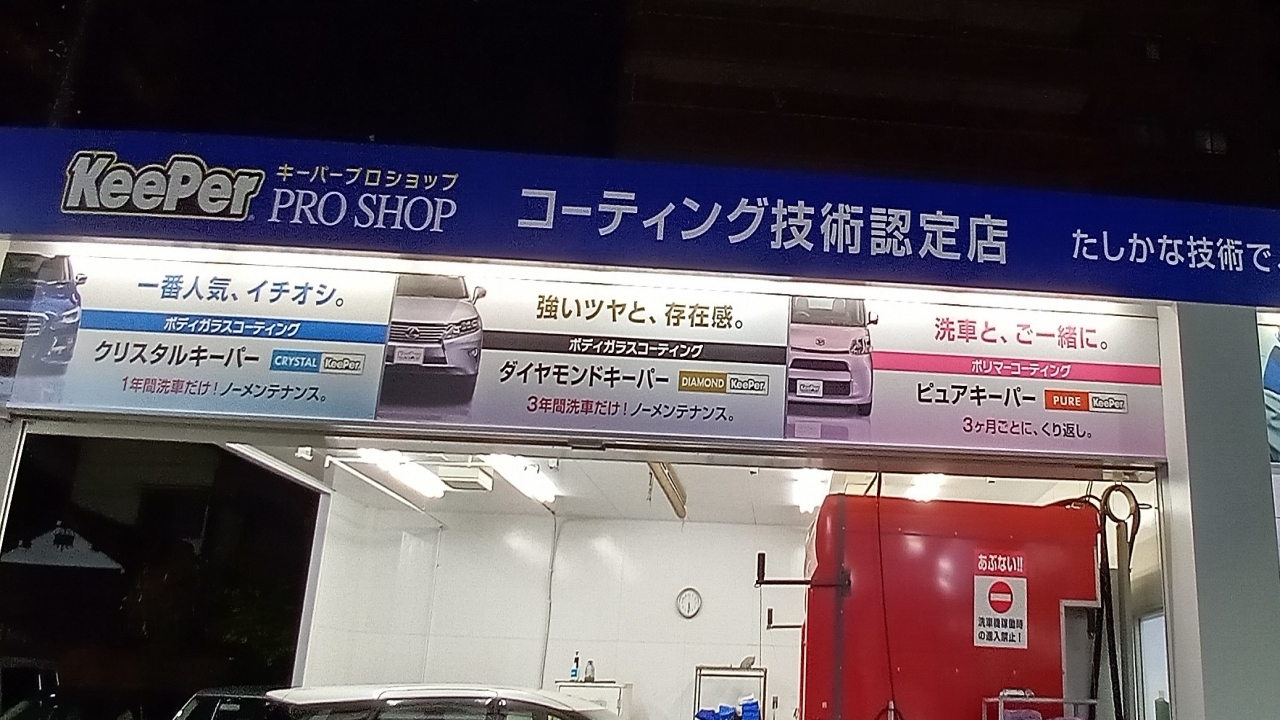 KeePer
キーパープロショップ
PRO SHOP
コーティング技術認定店
たしかな技術で、
一番人気、イチオシ。
ボディガラスコーティング
クリスタルキーパー CRYSTAL KeePer
1年間洗車だけ！ノーメンテナンス。
強いツヤと、存在感。
ボディガラスコーティング
ダイヤモンドキーパー DIAMOND KeePer
3年間洗車だけ！ノーメンテナンス。
洗車と、ご一緒に。
ポリマーコーティング
ピュアキーパー PURE KeePer
3ヶ月ごとに、くり返し。
あぶない!!
洗車機稼働時
の進入禁止！